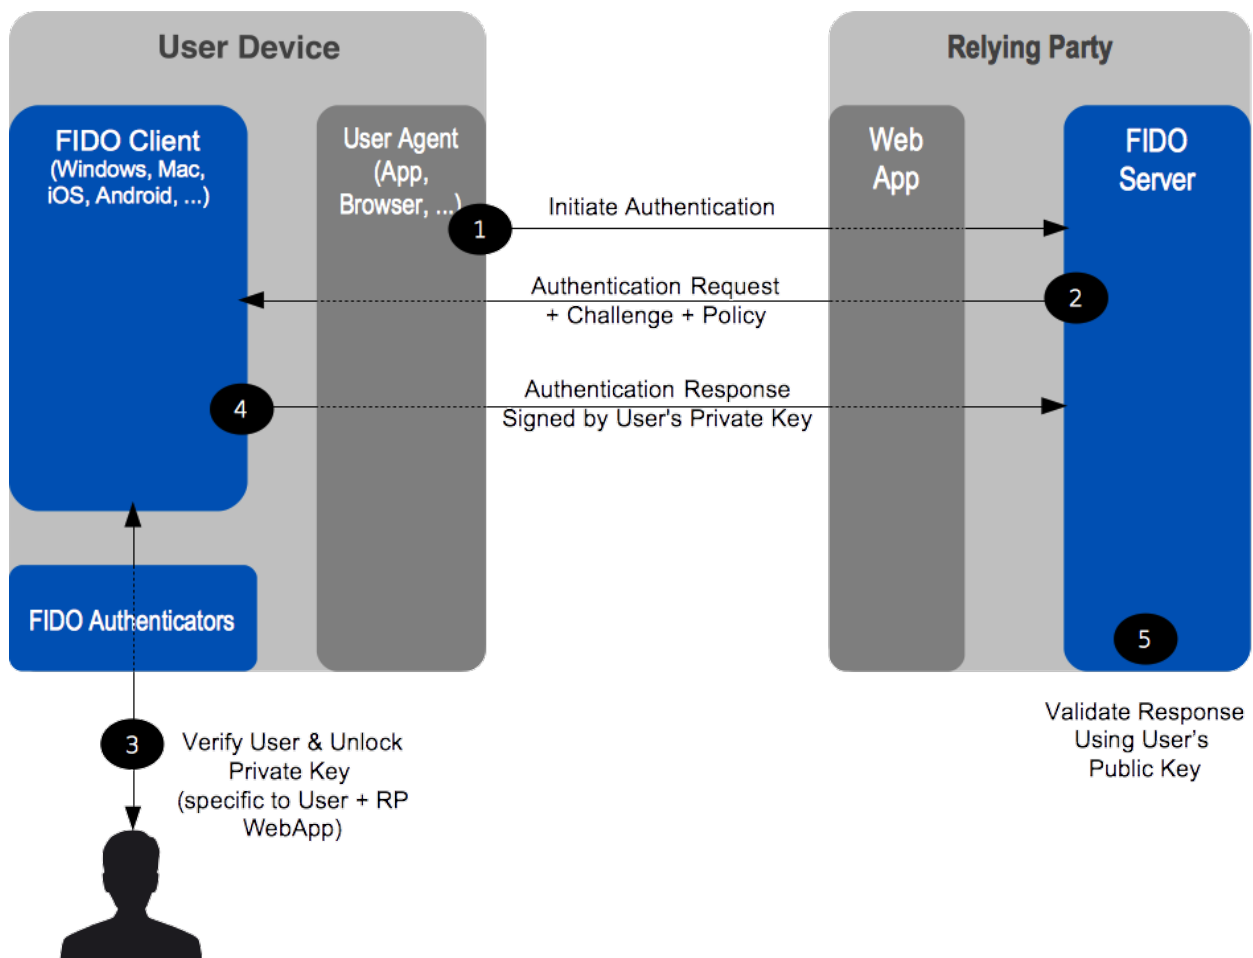 User Device
Relying Party
FIDO Client
(Windows, Mac,
iOS, Android, ...)
User Agent
(App,
Browser, ...)
Web
App
FIDO
Server
1
Initiate Authentication
2
Authentication Request
+ Challenge + Policy
4
Authentication Response
Signed by User's Private Key
FIDO Authenticators
5
3
Verify User & Unlock
Private Key
(specific to User + RP
WebApp)
Validate Response
Using User’s
Public Key